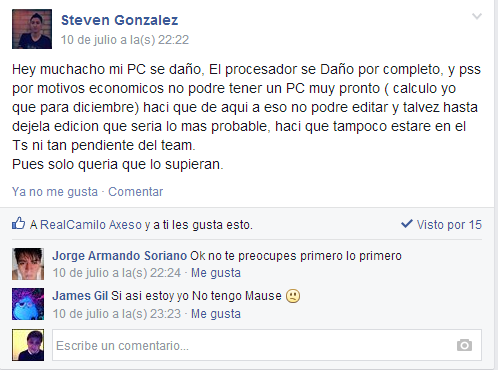 Steven Gonzalez
10 de julio a la(s) 22:22
Hey muchacho mi PC se daño, El procesador se Daño por completo, y pss
por motivos economicos no podre tener un PC muy pronto ( calculo yo
que para diciembre) haci que de aqui a eso no podre editar y talvez hasta
dejela edicion que seria lo mas probable, haci que tampoco estare en el
Ts ni tan pendiente del team.
Pues solo queria que lo supieran.
Ya no me gusta · Comentar
A RealCamilo Axeso y a ti les gusta esto.
Visto por 15
Jorge Armando Soriano Ok no te preocupes primero lo primero
10 de julio a la(s) 22:24 · Me gusta
James Gil Si asi estoy yo No tengo Mause
10 de julio a la(s) 23:23 · Me gusta
Escribe un comentario...